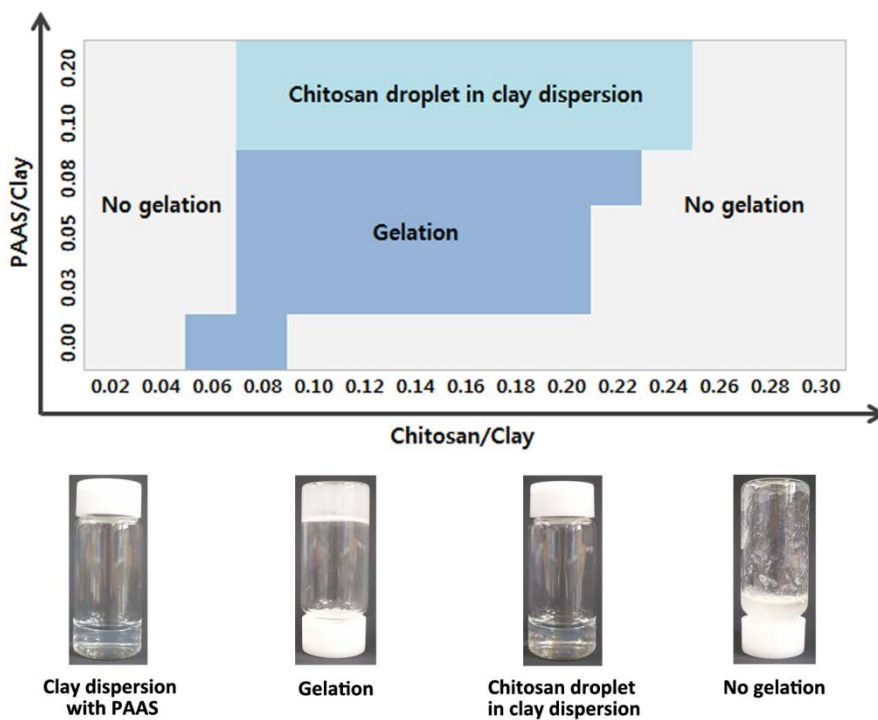 PAAS/Clay
0.20
0.10
0.08
0.05
0.03
0.00
Chitosan droplet in clay dispersion
No gelation
Gelation
No gelation
0.02 0.04 0.06 0.08 0.10 0.12 0.14 0.16 0.18 0.20 0.22 0.24 0.26 0.28 0.30
Chitosan/Clay
Clay dispersion
with PAAS
Gelation
Chitosan droplet
in clay dispersion
No gelation